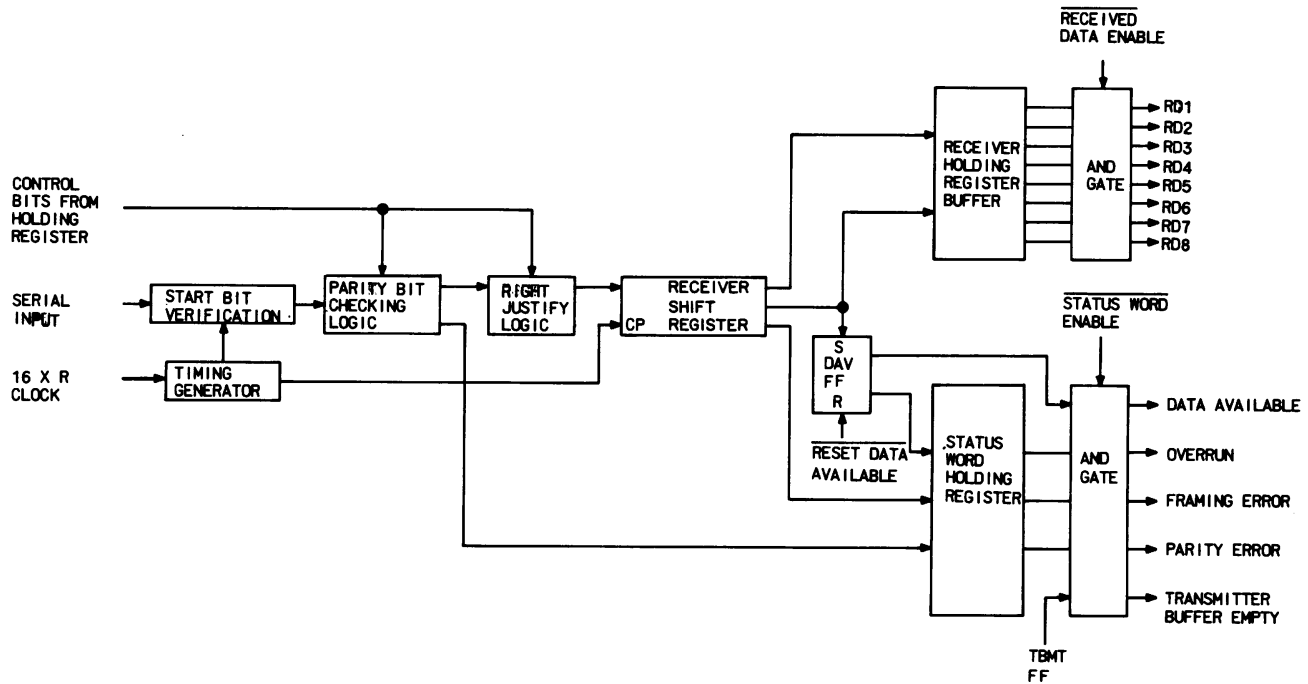 RECEIVED
DATA ENABLE
RECEIVER
HOLDING
REGISTER
BUFFER
AND
GATE
RD1
RD2
RD3
RD4
RD5
RD6
RD7
RD8
CONTROL
BITS FROM
HOLDING
REGISTER
SERIAL
INPUT
START BIT
VERIFICATION
PARITY BIT
CHECKING
LOGIC
RIGHT
JUSTIFY
LOGIC
RECEIVER
SHIFT
CP REGISTER
16 X R
CLOCK
TIMING
GENERATOR
S
DAV
FF
R
RESET DATA
AVAILABLE
STATUS WORD
ENABLE
STATUS
WORD
HOLDING
REGISTER
AND
GATE
DATA AVAILABLE
OVERRUN
FRAMING ERROR
PARITY ERROR
TRANSMITTER
BUFFER EMPTY
TBMT
FF